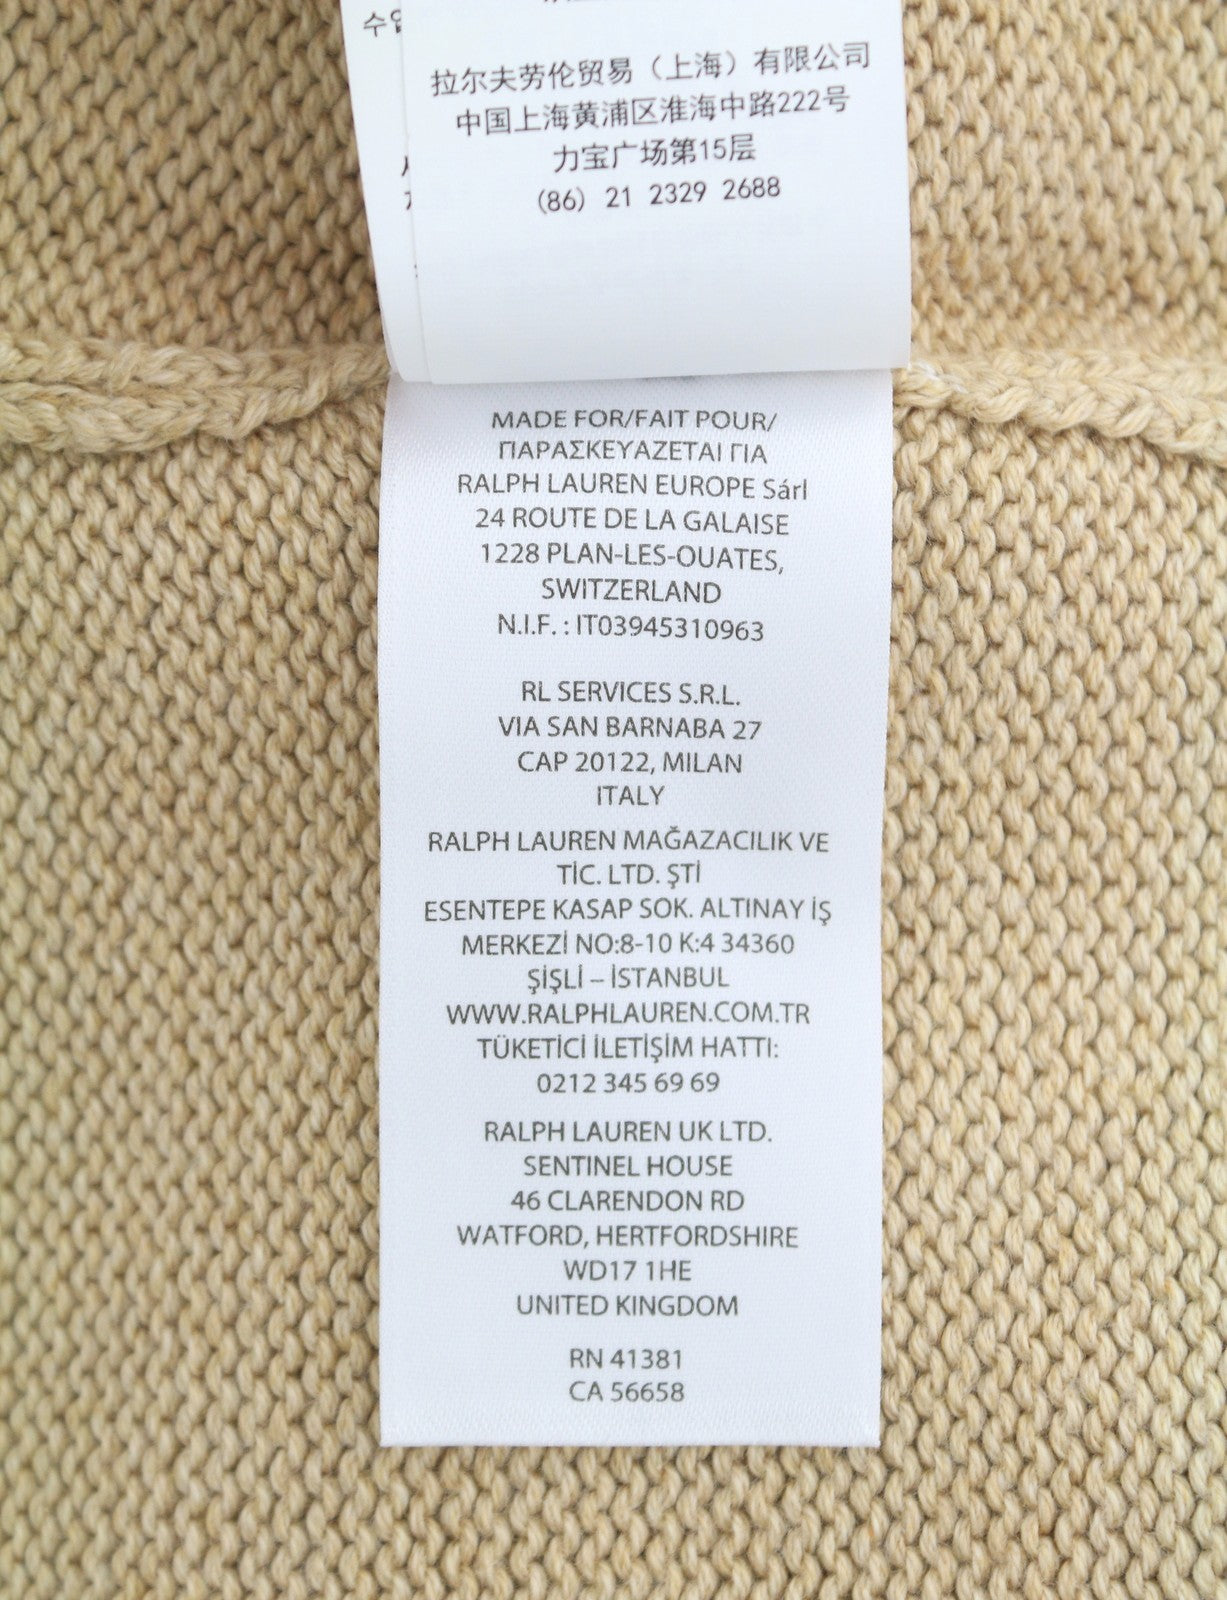 수입
拉尔夫劳伦贸易（上海）有限公司
中国上海黄浦区淮海中路222号
力宝广场第15层
(86) 21 2329 2688
MADE FOR/FAIT POUR/
ΠΑΡΑΣΚΕΥΑΖΕΤΑΙ ΓΙΑ
RALPH LAUREN EUROPE Sárl
24 ROUTE DE LA GALAISE
1228 PLAN-LES-OUATES,
SWITZERLAND
N.I.F. : IT03945310963
RL SERVICES S.R.L.
VIA SAN BARNABA 27
CAP 20122, MILAN
ITALY
RALPH LAUREN MAĞAZACILIK VE
TİC. LTD. ŞTİ
ESENTEPE KASAP SOK. ALTINAY İŞ
MERKEZİ NO:8-10 K:4 34360
ŞİŞLİ – İSTANBUL
WWW.RALPHLAUREN.COM.TR
TÜKETİCİ İLETİŞİM HATTI:
0212 345 69 69
RALPH LAUREN UK LTD.
SENTINEL HOUSE
46 CLARENDON RD
WATFORD, HERTFORDSHIRE
WD17 1HE
UNITED KINGDOM
RN 41381
CA 56658